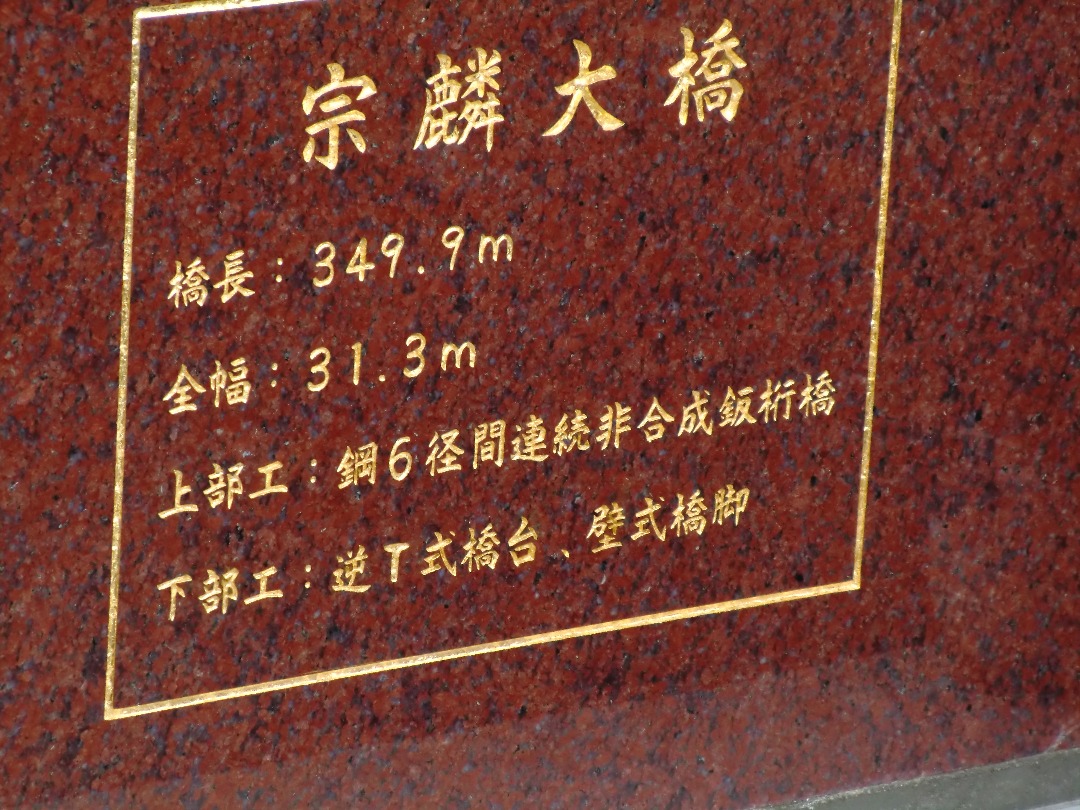 宗麟大橋
橋長：349.9m
全幅：31.3m
上部工：鋼6径間連続非合成鈑桁橋
下部工：逆T式橋台、壁式橋脚